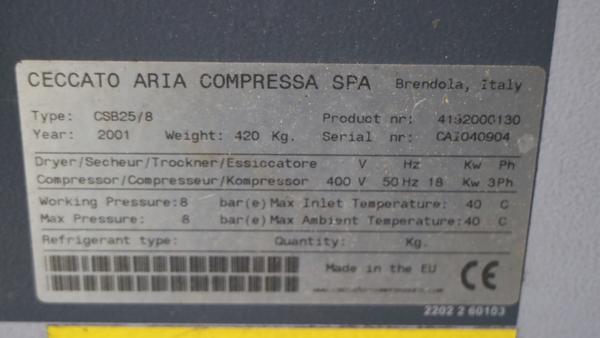 CECCATO ARIA COMPRESSA SPA Brendola, Italy
Type: CSB25/8 Product nr: 4152000130
Year: 2001 Weight: 420 Kg. Serial nr: CAI040904
Dryer/Secheur/Trockner/Essiccatore V Hz Kw Ph
Compressor/Compresseur/Kompressor 400 V 50 Hz 18 Kw 3 Ph
Working Pressure: 8 bar(e) Max Inlet Temperature: 40 C
Max Pressure: 8 bar(e) Max Ambient Temperature: 40 C
Refrigerant type: Quantity: Kg.
Made in the EU CE
2202 2 60103